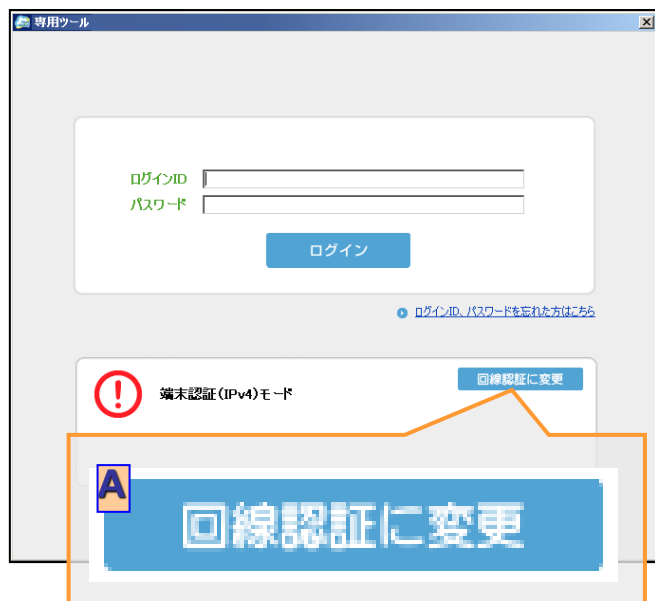 専用ツール
ログインID
パスワード
ログイン
ログインID、パスワードを忘れた方はこちら
端末認証(IPv4)モード
回線認証に変更
A
回線認証に変更